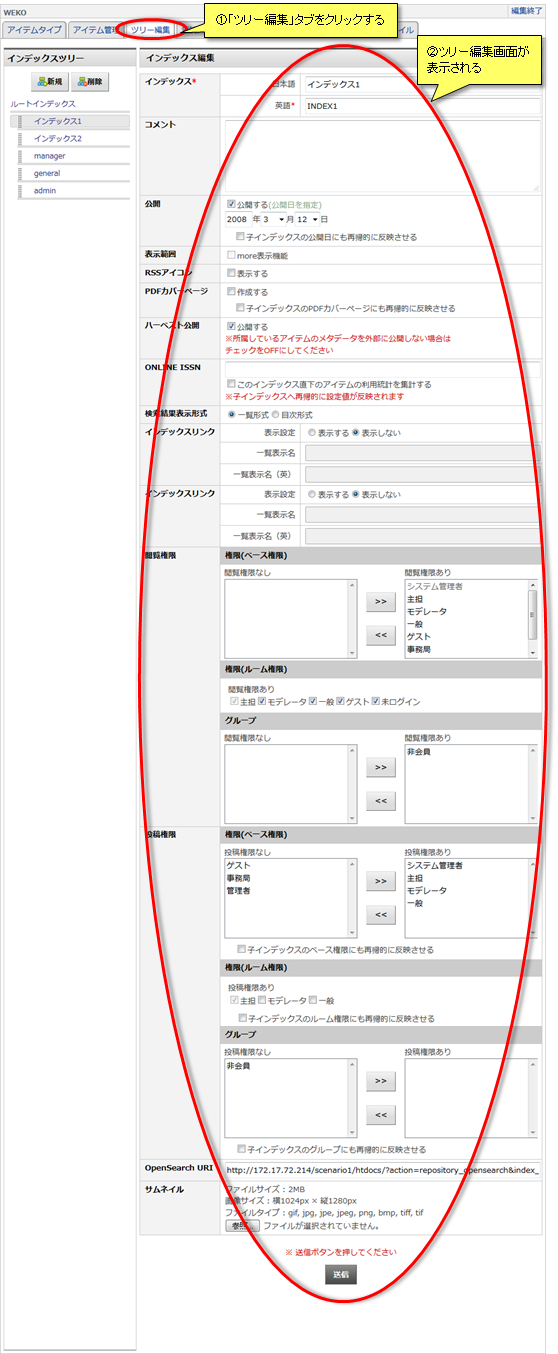 WEKO
編集終了
①「ツリー編集」タブをクリックする
アイテムタイプ アイテム管理 ツリー編集 イル
②ツリー編集画面が
表示される
インデックスツリー
新規 削除
ルートインデックス
インデックス1
インデックス2
manager
general
admin
インデックス編集
インデックス* 日本語 インデックス1
英語* INDEX1
コメント
公開 公開する(公開日を指定)
2008 年 3 月 12 日
子インデックスの公開日にも再帰的に反映させる
表示範囲 more表示機能
RSSアイコン 表示する
PDFカバーページ 作成する
子インデックスのPDFカバーページにも再帰的に反映させる
ハーベスト公開 公開する
※所属しているアイテムのメタデータを外部に公開しない場合は
チェックをOFFにしてください
ONLINE ISSN
このインデックス直下のアイテムの利用統計を集計する
※子インデックスへ再帰的に設定値が反映されます
検索結果表示形式 一覧形式 目次形式
インデックスリンク 表示設定 表示する 表示しない
一覧表示名
一覧表示名（英）
インデックスリンク 表示設定 表示する 表示しない
一覧表示名
一覧表示名（英）
閲覧権限 権限(ベース権限)
閲覧権限なし 閲覧権限あり
システム管理者
主担
モデレータ
一般
ゲスト
事務局
>>
<<
権限(ルーム権限)
閲覧権限あり
主担 モデレータ 一般 ゲスト 未ログイン
グループ
閲覧権限なし 閲覧権限あり
非会員
>>
<<
投稿権限 権限(ベース権限)
投稿権限なし 投稿権限あり
ゲスト システム管理者
事務局 主担
管理者 モデレータ
一般
>>
<<
子インデックスのベース権限にも再帰的に反映させる
権限(ルーム権限)
投稿権限あり
主担 モデレータ 一般
子インデックスのルーム権限にも再帰的に反映させる
グループ
投稿権限なし 投稿権限あり
非会員
>>
<<
子インデックスのグループにも再帰的に反映させる
OpenSearch URI http://172.17.72.214/scenario1/htdocs/?action=repository_opensearch&index_
サムネイル ファイルサイズ : 2MB
画像サイズ : 横1024px × 縦1280px
ファイルタイプ : gif, jpg, jpe, jpeg, png, bmp, tiff, tif
参照... ファイルが選択されていません。
※ 送信ボタンを押してください
送信